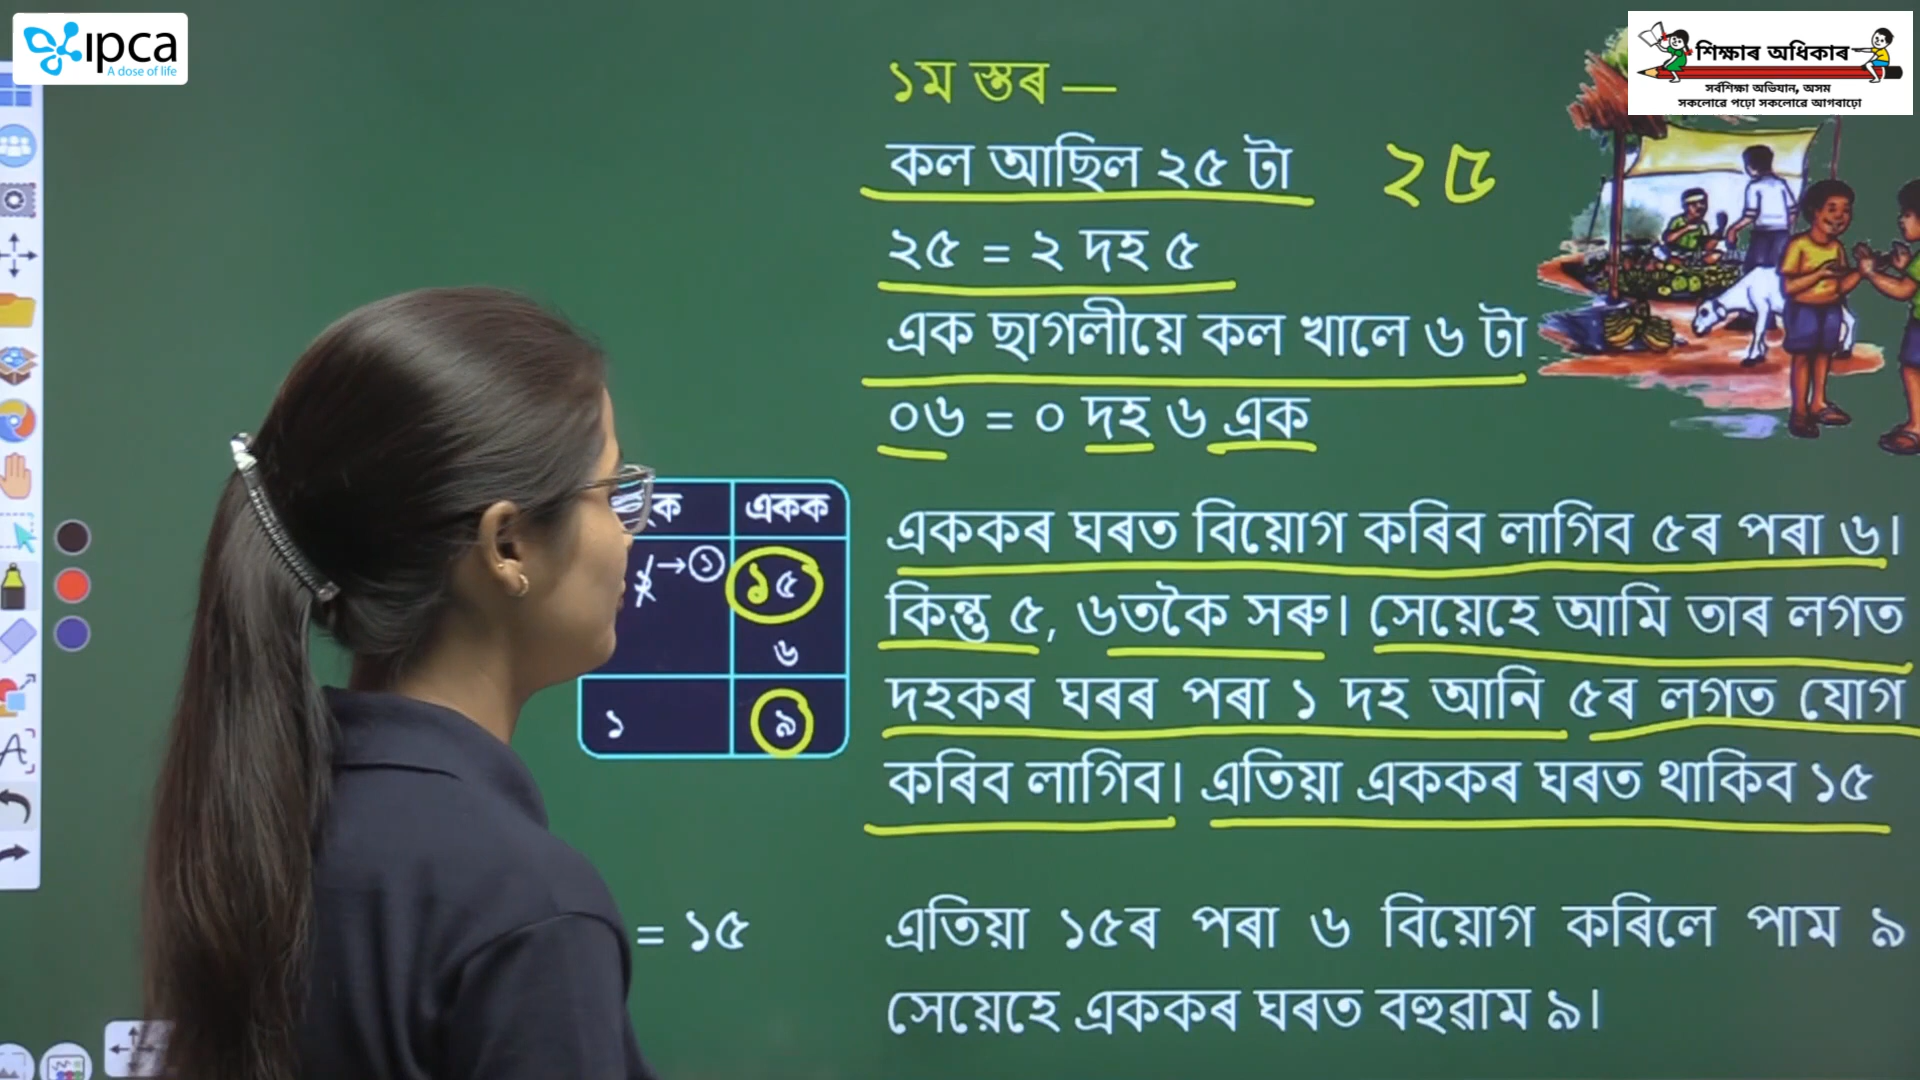 ipca
A dose of life
শিক্ষাৰ অধিকাৰ
সৰ্বশিক্ষা অভিযান, অসম
সকলোৱে পঢ়ো সকলোৱে আগবাঢ়ো
১ম স্তৰ —
কল আছিল ২৫ টা ২৫
২৫ = ২ দহ ৫
এক ছাগলীয়ে কল খালে ৬ টা
০৬ = ০ দহ ৬ এক
একক
→ ১ ১৫
৬
১ ৯
এককৰ ঘৰত বিয়োগ কৰিব লাগিব ৫ৰ পৰা ৬।
কিন্তু ৫, ৬তকৈ সৰু। সেয়েহে আমি তাৰ লগত
দহকৰ ঘৰৰ পৰা ১ দহ আনি ৫ৰ লগত যোগ
কৰিব লাগিব। এতিয়া এককৰ ঘৰত থাকিব ১৫
= ১৫
এতিয়া ১৫ৰ পৰা ৬ বিয়োগ কৰিলে পাম ৯
সেয়েহে এককৰ ঘৰত বহুৱাম ৯।